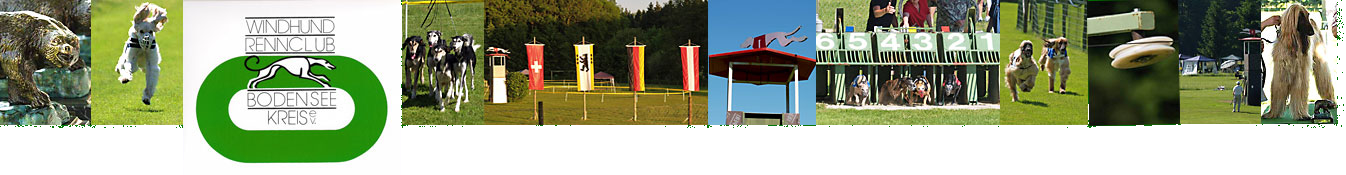 WINDHUND
RENNCLUB
BODENSEE
KREIS e.V.
6 5 4 3 2 1